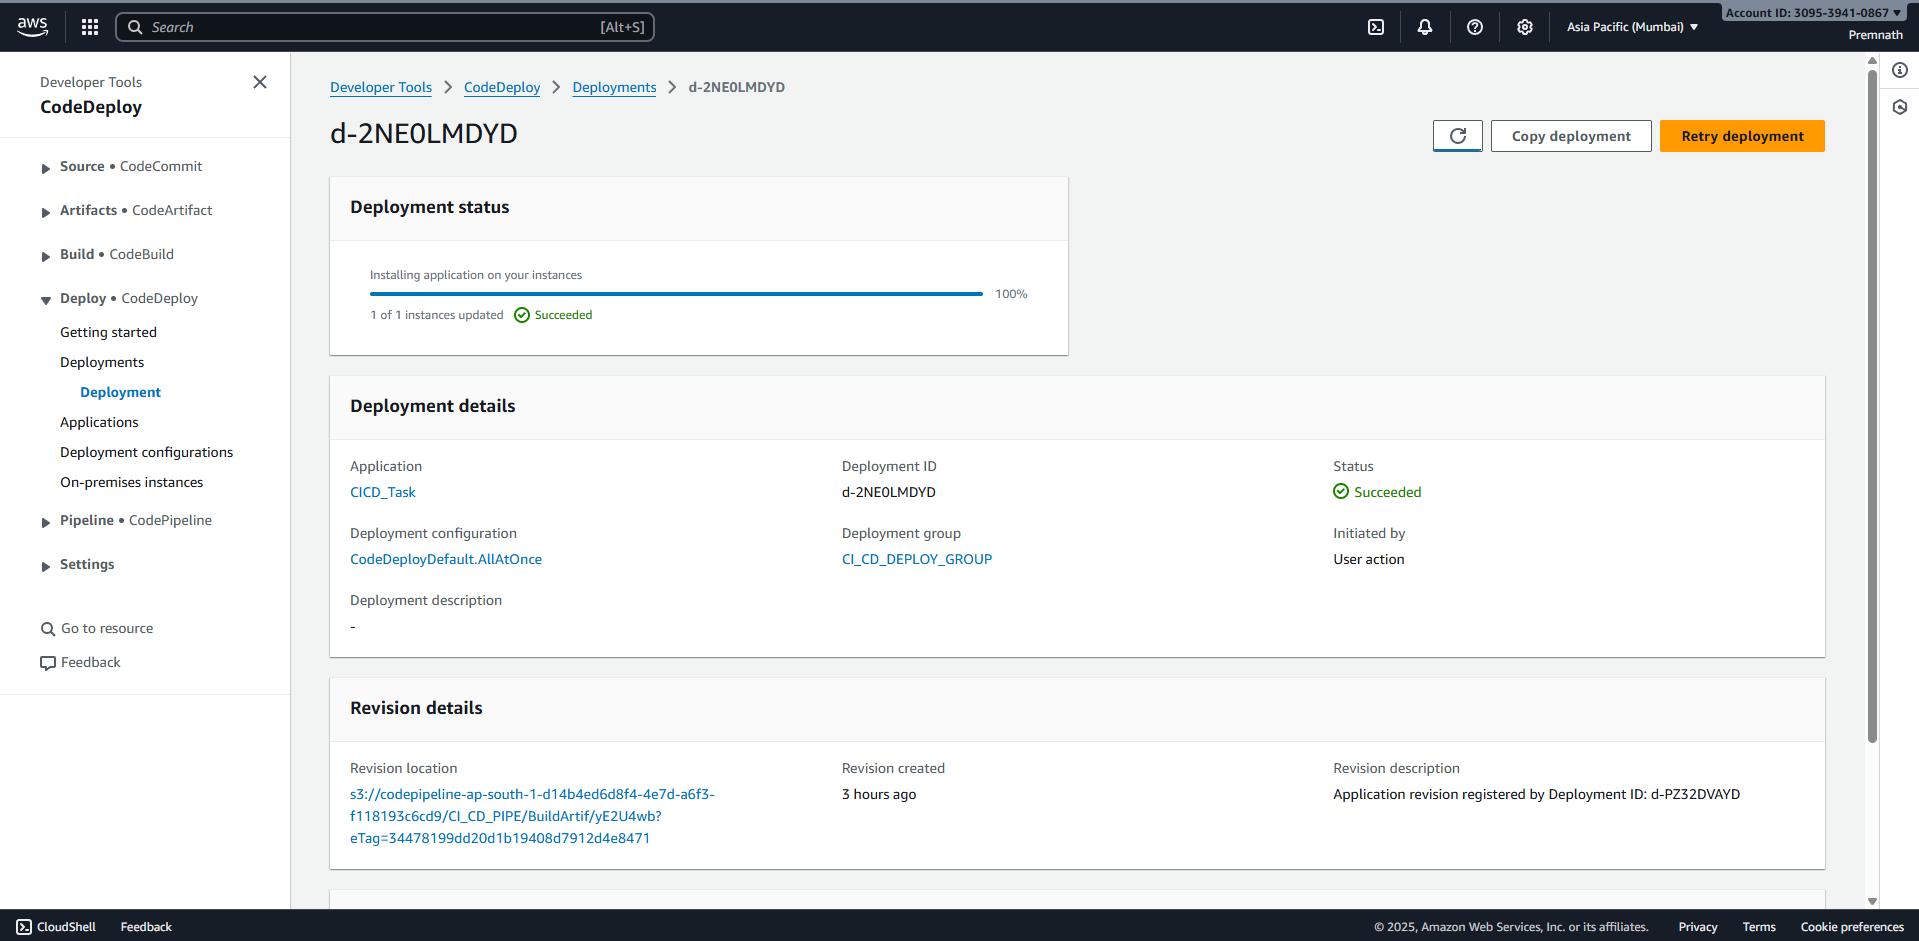 aws
Search
[Alt+S]
Asia Pacific (Mumbai)
Account ID: 3095-3941-0867
Premnath
Developer Tools
CodeDeploy
Source • CodeCommit
Artifacts • CodeArtifact
Build • CodeBuild
Deploy • CodeDeploy
Getting started
Deployments
Deployment
Applications
Deployment configurations
On-premises instances
Pipeline • CodePipeline
Settings
Go to resource
Feedback
Developer Tools
CodeDeploy
Deployments
d-2NE0LMDYD
d-2NE0LMDYD
Copy deployment
Retry deployment
Deployment status
Installing application on your instances
100%
1 of 1 instances updated
Succeeded
Deployment details
Application
CICD_Task
Deployment ID
d-2NE0LMDYD
Status
Succeeded
Deployment configuration
CodeDeployDefault.AllAtOnce
Deployment group
CI_CD_DEPLOY_GROUP
Initiated by
User action
Deployment description
-
Revision details
Revision location
s3://codepipeline-ap-south-1-d14b4ed6d8f4-4e7d-a6f3-
f118193c6cd9/CI_CD_PIPE/BuildArtif/yE2U4wb?
eTag=34478199dd20d1b19408d7912d4e8471
Revision created
3 hours ago
Revision description
Application revision registered by Deployment ID: d-PZ32DVAYD
CloudShell
Feedback
© 2025, Amazon Web Services, Inc. or its affiliates.
Privacy
Terms
Cookie preferences